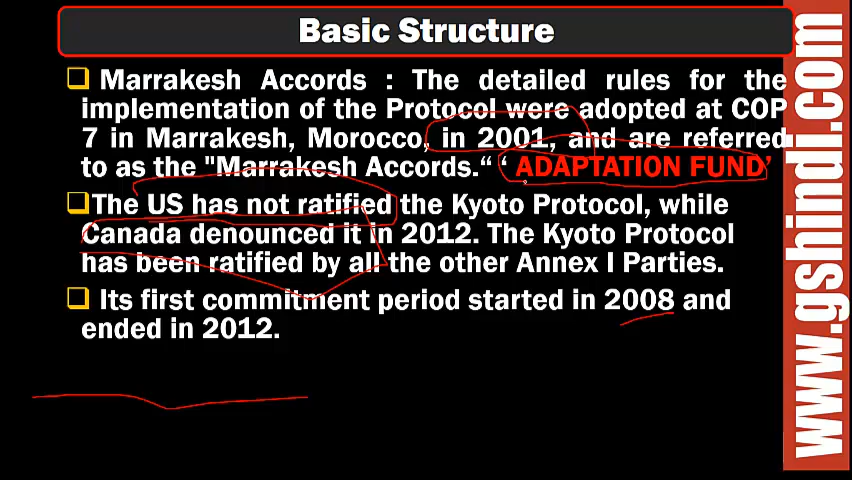 Basic Structure
Marrakesh Accords : The detailed rules for the
implementation of the Protocol were adopted at COP
7 in Marrakesh, Morocco, in 2001, and are referred
to as the "Marrakesh Accords.“ ‘ ADAPTATION FUND’
The US has not ratified the Kyoto Protocol, while
Canada denounced it in 2012. The Kyoto Protocol
has been ratified by all the other Annex I Parties.
Its first commitment period started in 2008 and
ended in 2012.
www.gshindi.com